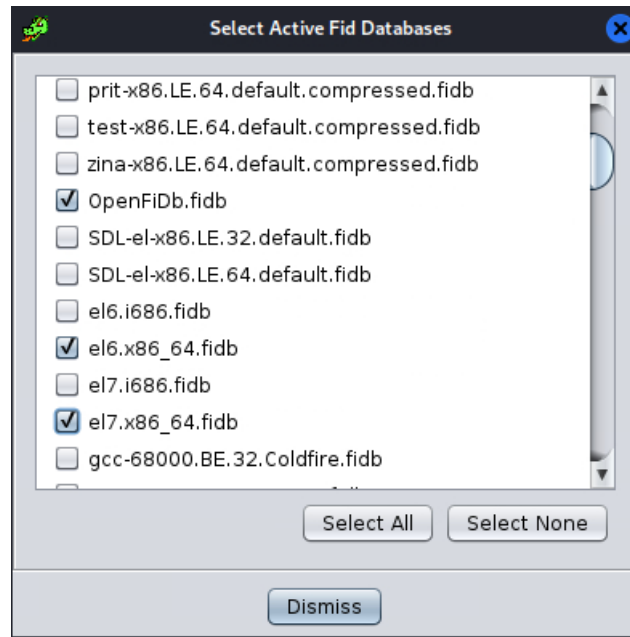 Select Active Fid Databases
prit-x86.LE.64.default.compressed.fidb
test-x86.LE.64.default.compressed.fidb
zina-x86.LE.64.default.compressed.fidb
OpenFiDb.fidb
SDL-el-x86.LE.32.default.fidb
SDL-el-x86.LE.64.default.fidb
el6.i686.fidb
el6.x86_64.fidb
el7.i686.fidb
el7.x86_64.fidb
gcc-68000.BE.32.Coldfire.fidb
Select All Select None
Dismiss